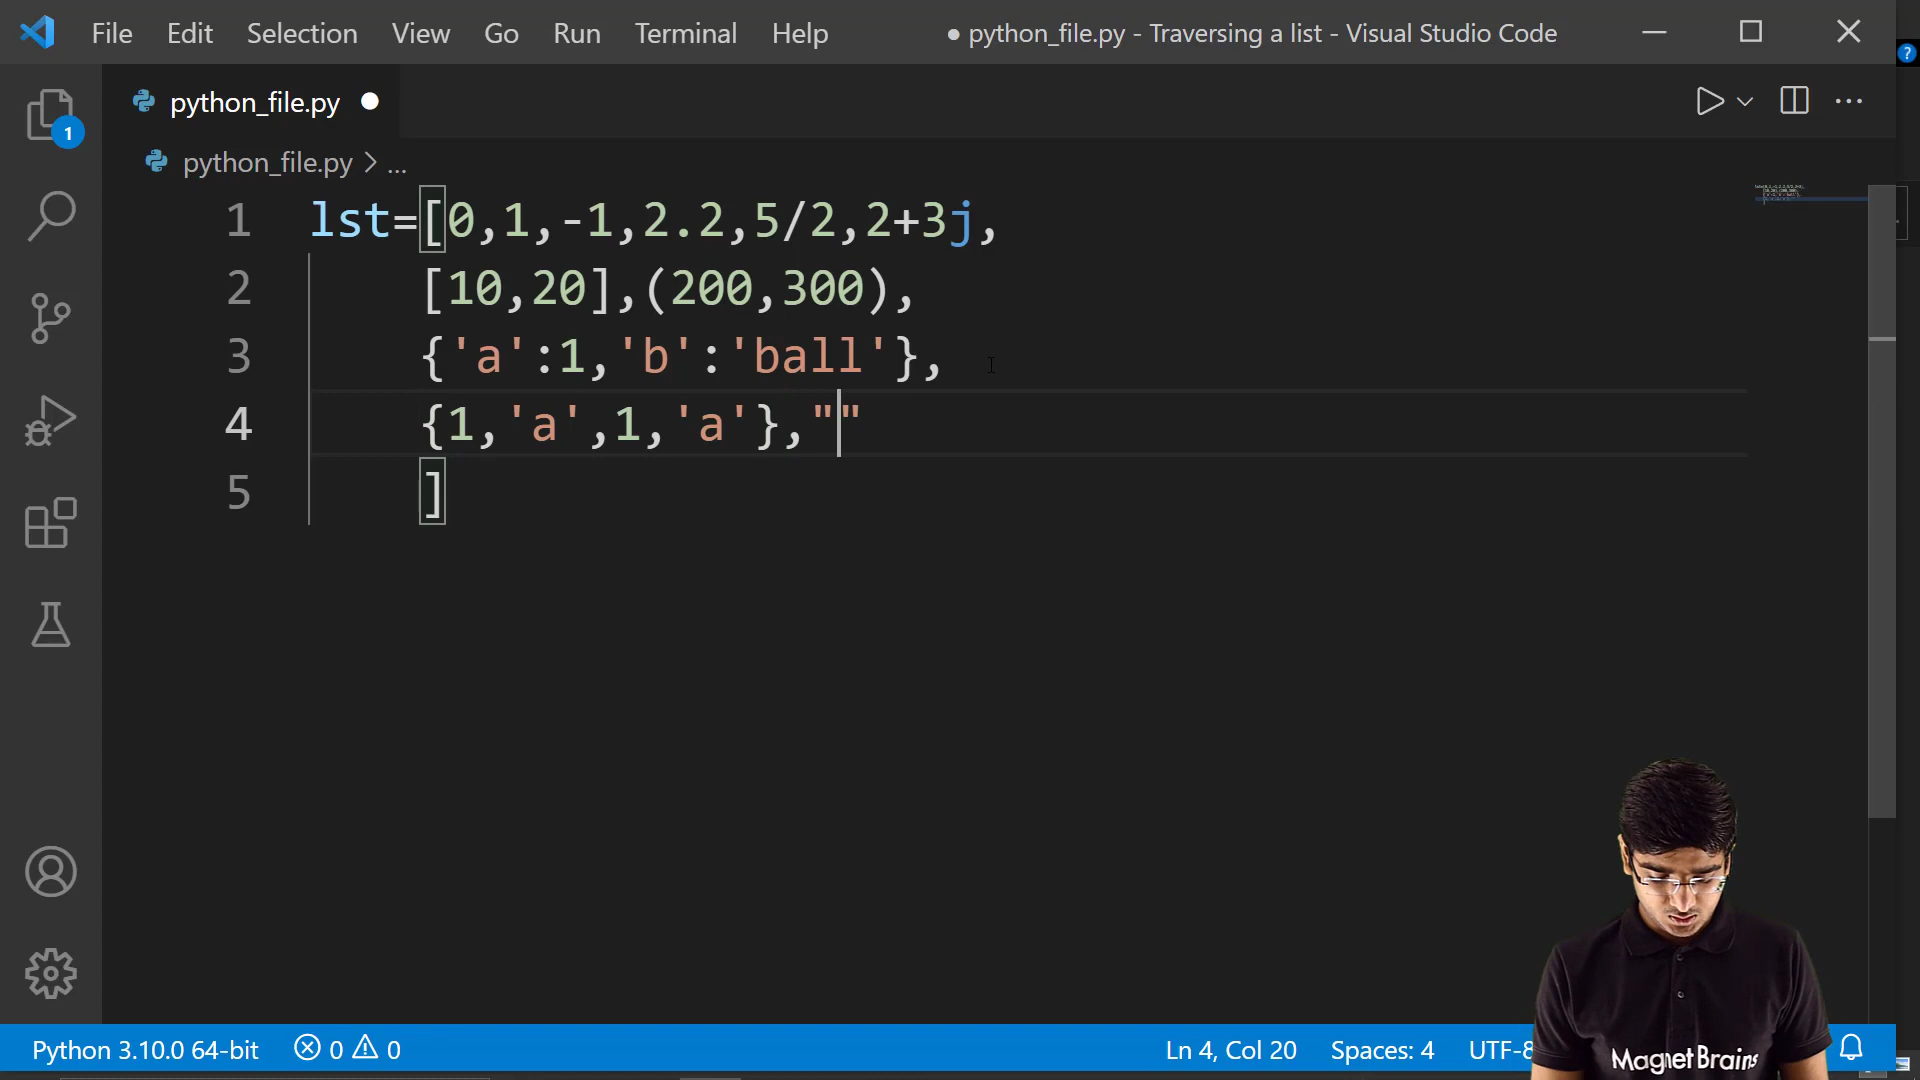 File Edit Selection View Go Run Terminal Help ● python_file.py - Traversing a list - Visual Studio Code
python_file.py ●
python_file.py > ...
1 lst=[0,1,-1,2.2,5/2,2+3j,
2 [10,20],(200,300),
3 {'a':1,'b':'ball'},
4 {1,'a',1,'a'},""
5 ]
1
Python 3.10.0 64-bit 0 0 Ln 4, Col 20 Spaces: 4 UTF-8
Magnet Brains